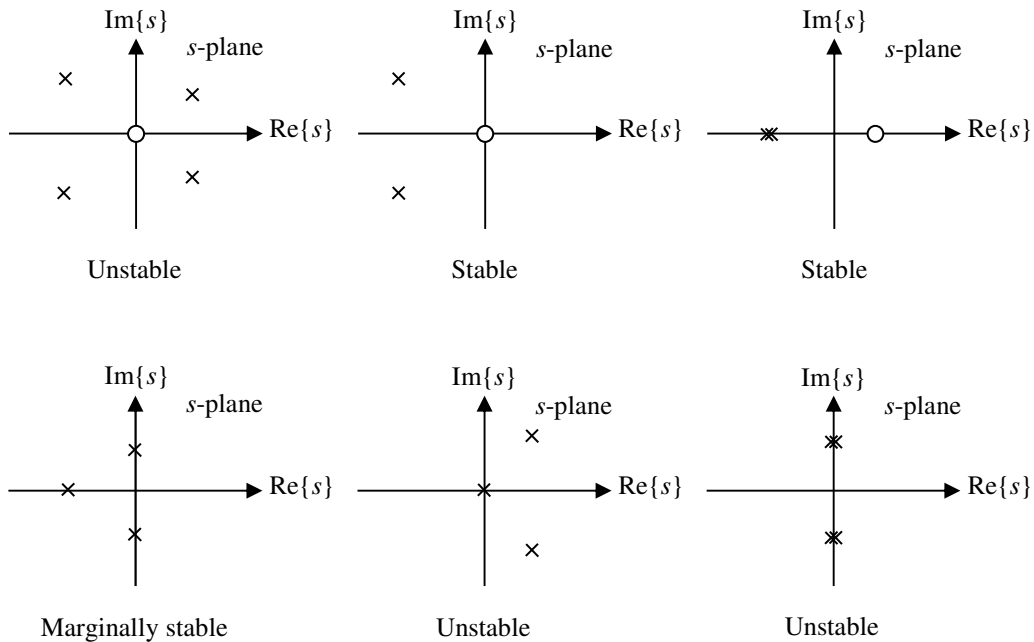 Im{s} Im{s} Im{s}
s-plane s-plane s-plane
Re{s} Re{s} Re{s}
Unstable Stable Stable
Im{s} Im{s} Im{s}
s-plane s-plane s-plane
Re{s} Re{s} Re{s}
Marginally stable Unstable Unstable